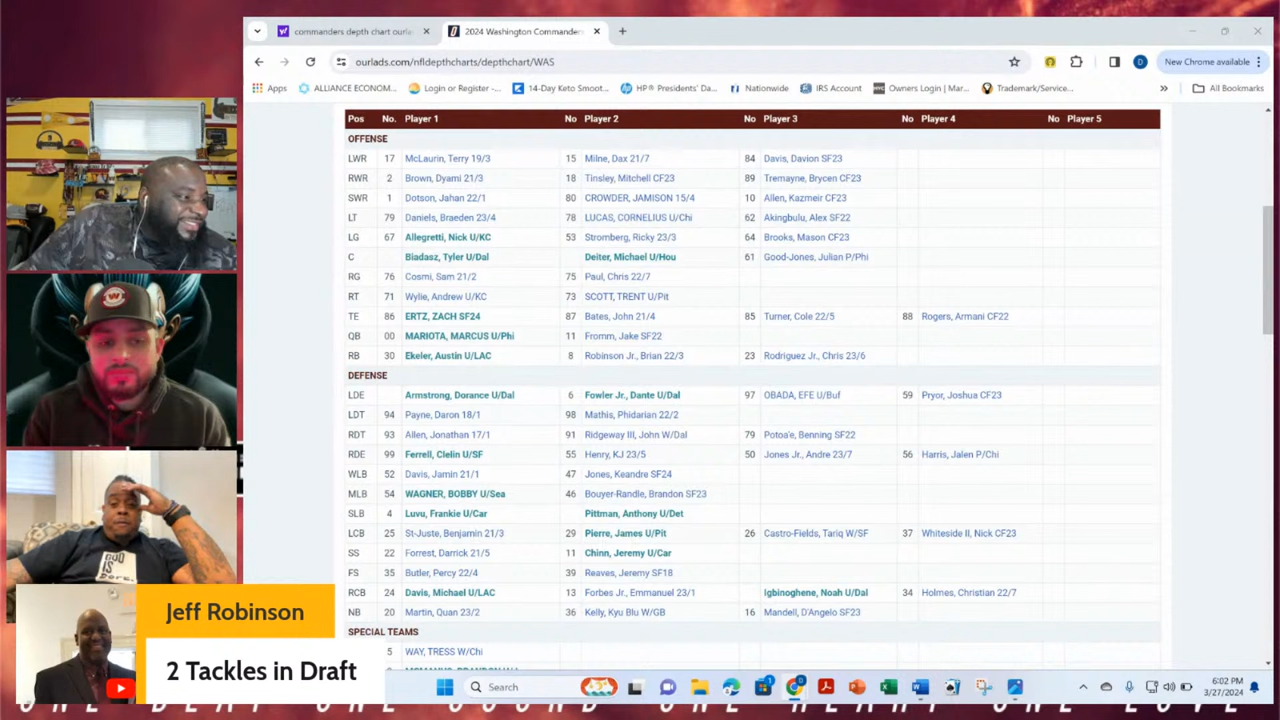 commanders depth chart ourla
2024 Washington Commander
ourlads.com/nfldepthcharts/depthchart/WAS
New Chrome available
Apps ALLIANCE ECONOM... Login or Register -... 14-Day Keto Smoot... HP® Presidents' Da... Nationwide IRS Account Owners Login | Mar... Trademark/Service... » All Bookmarks
Pos No. Player 1 No Player 2 No Player 3 No Player 4 No Player 5
OFFENSE
LWR 17 McLaurin, Terry 19/3 15 Milne, Dax 21/7 84 Davis, Davion SF23
RWR 2 Brown, Dyami 21/3 18 Tinsley, Mitchell CF23 89 Tremayne, Brycen CF23
SWR 1 Dotson, Jahan 22/1 80 CROWDER, JAMISON 15/4 10 Allen, Kazmeir CF23
LT 79 Daniels, Braeden 23/4 78 LUCAS, CORNELIUS U/Chi 62 Akingbulu, Alex SF22
LG 67 Allegretti, Nick U/KC 53 Stromberg, Ricky 23/3 64 Brooks, Mason CF23
C Biadasz, Tyler U/Dal Deiter, Michael U/Hou 61 Good-Jones, Julian P/Phi
RG 76 Cosmi, Sam 21/2 75 Paul, Chris 22/7
RT 71 Wylie, Andrew U/KC 73 SCOTT, TRENT U/Pit
TE 86 ERTZ, ZACH SF24 87 Bates, John 21/4 85 Turner, Cole 22/5 88 Rogers, Armani CF22
QB 00 MARIOTA, MARCUS U/Phi 11 Fromm, Jake SF22
RB 30 Ekeler, Austin U/LAC 8 Robinson Jr., Brian 22/3 23 Rodriguez Jr., Chris 23/6
DEFENSE
LDE Armstrong, Dorance U/Dal 6 Fowler Jr., Dante U/Dal 97 OBADA, EFE U/Buf 59 Pryor, Joshua CF23
LDT 94 Payne, Daron 18/1 98 Mathis, Phidarian 22/2
RDT 93 Allen, Jonathan 17/1 91 Ridgeway III, John W/Dal 79 Potoa'e, Benning SF22
RDE 99 Ferrell, Clelin U/SF 55 Henry, KJ 23/5 50 Jones Jr., Andre 23/7 56 Harris, Jalen P/Chi
WLB 52 Davis, Jamin 21/1 47 Jones, Keandre SF24
MLB 54 WAGNER, BOBBY U/Sea 46 Bouyer-Randle, Brandon SF23
SLB 4 Luvu, Frankie U/Car Pittman, Anthony U/Det
LCB 25 St-Juste, Benjamin 21/3 29 Pierre, James U/Pit 26 Castro-Fields, Tariq W/SF 37 Whiteside II, Nick CF23
SS 22 Forrest, Darrick 21/5 11 Chinn, Jeremy U/Car
FS 35 Butler, Percy 22/4 39 Reaves, Jeremy SF18
RCB 24 Davis, Michael U/LAC 13 Forbes Jr., Emmanuel 23/1 Igbinoghene, Noah U/Dal 34 Holmes, Christian 22/7
NB 20 Martin, Quan 23/2 36 Kelly, Kyu Blu W/GB 16 Mandell, D'Angelo SF23
SPECIAL TEAMS
5 WAY, TRESS W/Chi
Jeff Robinson
2 Tackles in Draft
Search
6:02 PM
3/27/2024